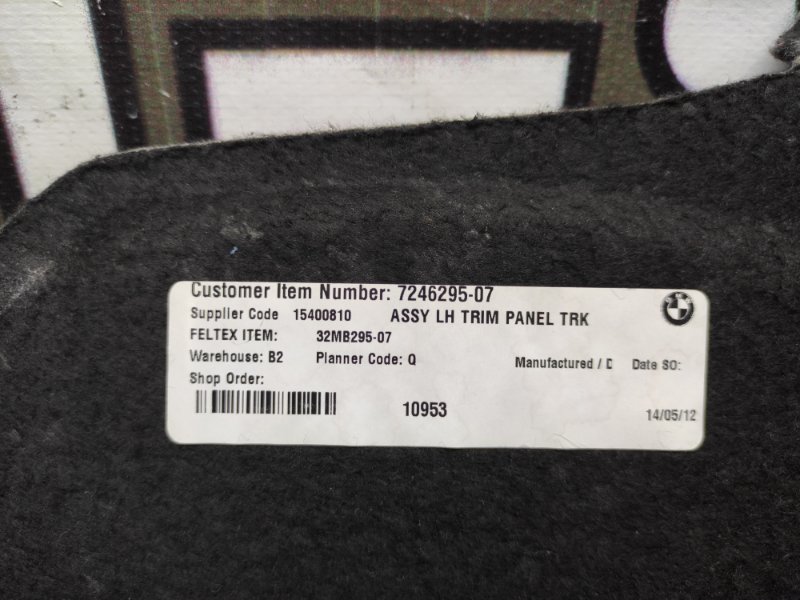 Customer Item Number: 7246295-07
Supplier Code 15400810 ASSY LH TRIM PANEL TRK
FELTEX ITEM: 32MB295-07
Warehouse: B2 Planner Code: Q Manufactured / D Date SO:
Shop Order:
10953 14/05/12